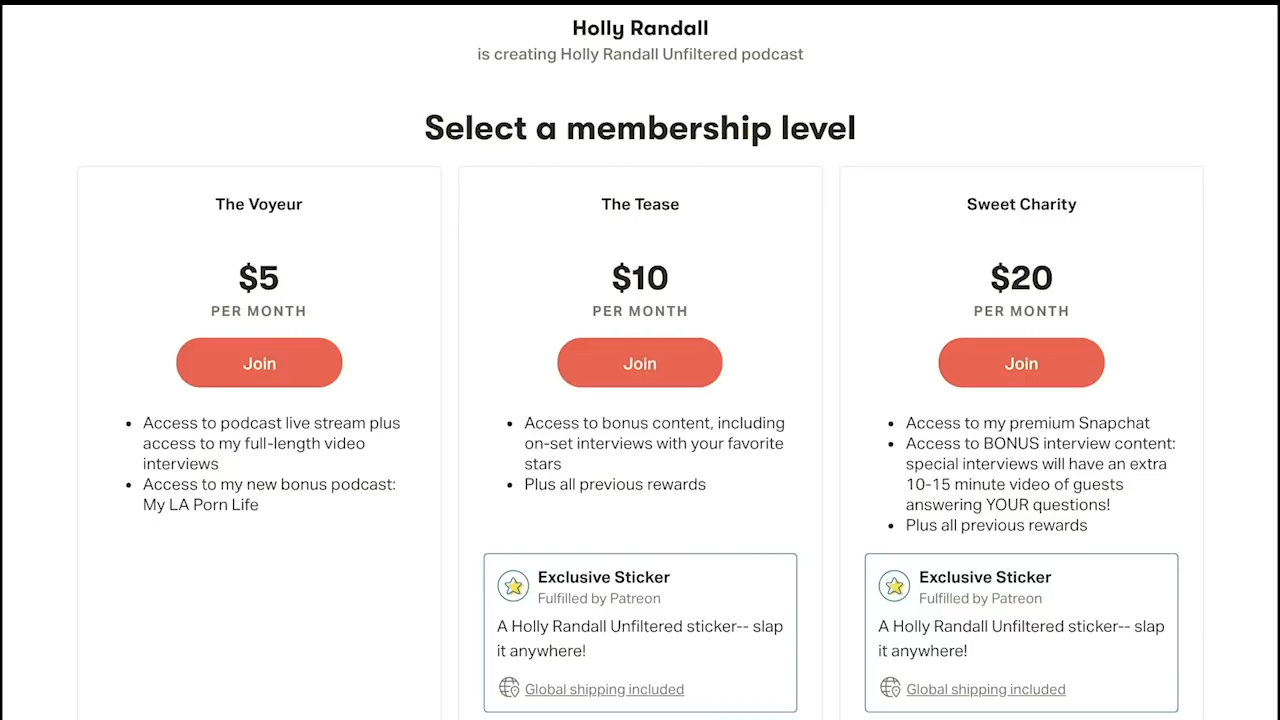 Holly Randall
is creating Holly Randall Unfiltered podcast
Select a membership level
The Voyeur
$5
PER MONTH
Join
• Access to podcast live stream plus
access to my full-length video
interviews
• Access to my new bonus podcast:
My LA Porn Life
The Tease
$10
PER MONTH
Join
• Access to bonus content, including
on-set interviews with your favorite
stars
• Plus all previous rewards
Exclusive Sticker
Fulfilled by Patreon
A Holly Randall Unfiltered sticker-- slap
it anywhere!
Global shipping included
Sweet Charity
$20
PER MONTH
Join
• Access to my premium Snapchat
• Access to BONUS interview content:
special interviews will have an extra
10-15 minute video of guests
answering YOUR questions!
• Plus all previous rewards
Exclusive Sticker
Fulfilled by Patreon
A Holly Randall Unfiltered sticker-- slap
it anywhere!
Global shipping included